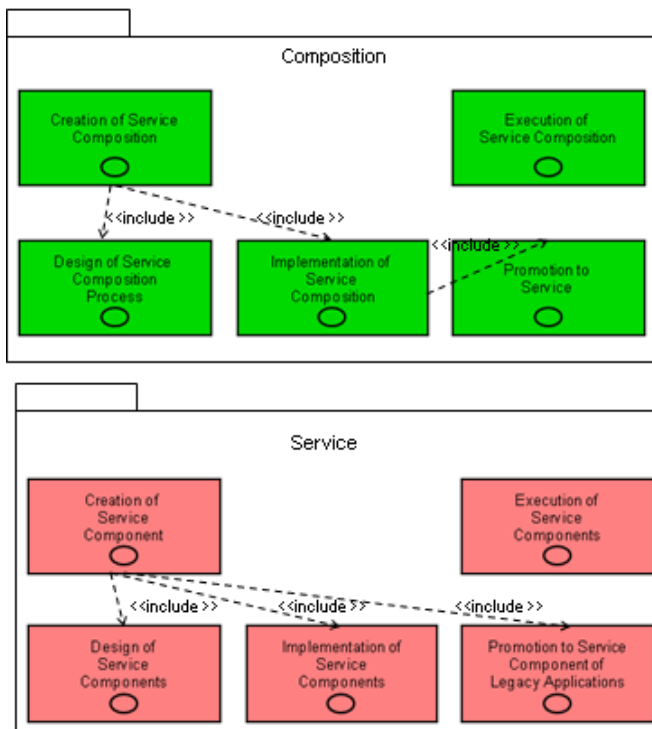 Composition
Creation of Service
Composition
Execution of
Service Composition
<<include >>
<<include >>
<<include >>
Design of Service
Composition
Process
Implementation of
Service
Composition
Promotion to
Service
Service
Creation of
Service
Component
Execution of
Service
Components
<<include >>
<<include >>
<<include >>
Design of
Service
Components
Implementation of
Service
Components
Promotion to Service
Component of
Legacy Applications